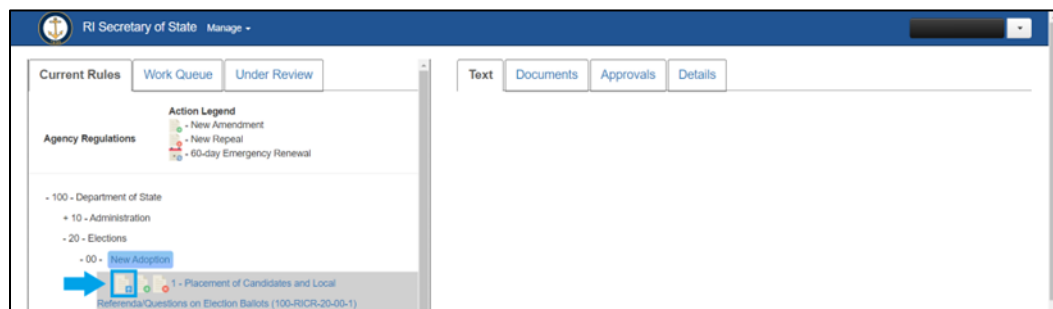 RI Secretary of State Manage
Current Rules Work Queue Under Review
Text Documents Approvals Details
Action Legend
Agency Regulations
- New Amendment
- New Repeal
- 60-day Emergency Renewal
- 100 - Department of State
+ 10 - Administration
- 20 - Elections
- 00 - New Adoption
1 - Placement of Candidates and Local
Referenda/Questions on Election Ballots (100-RICR-20-00-1)